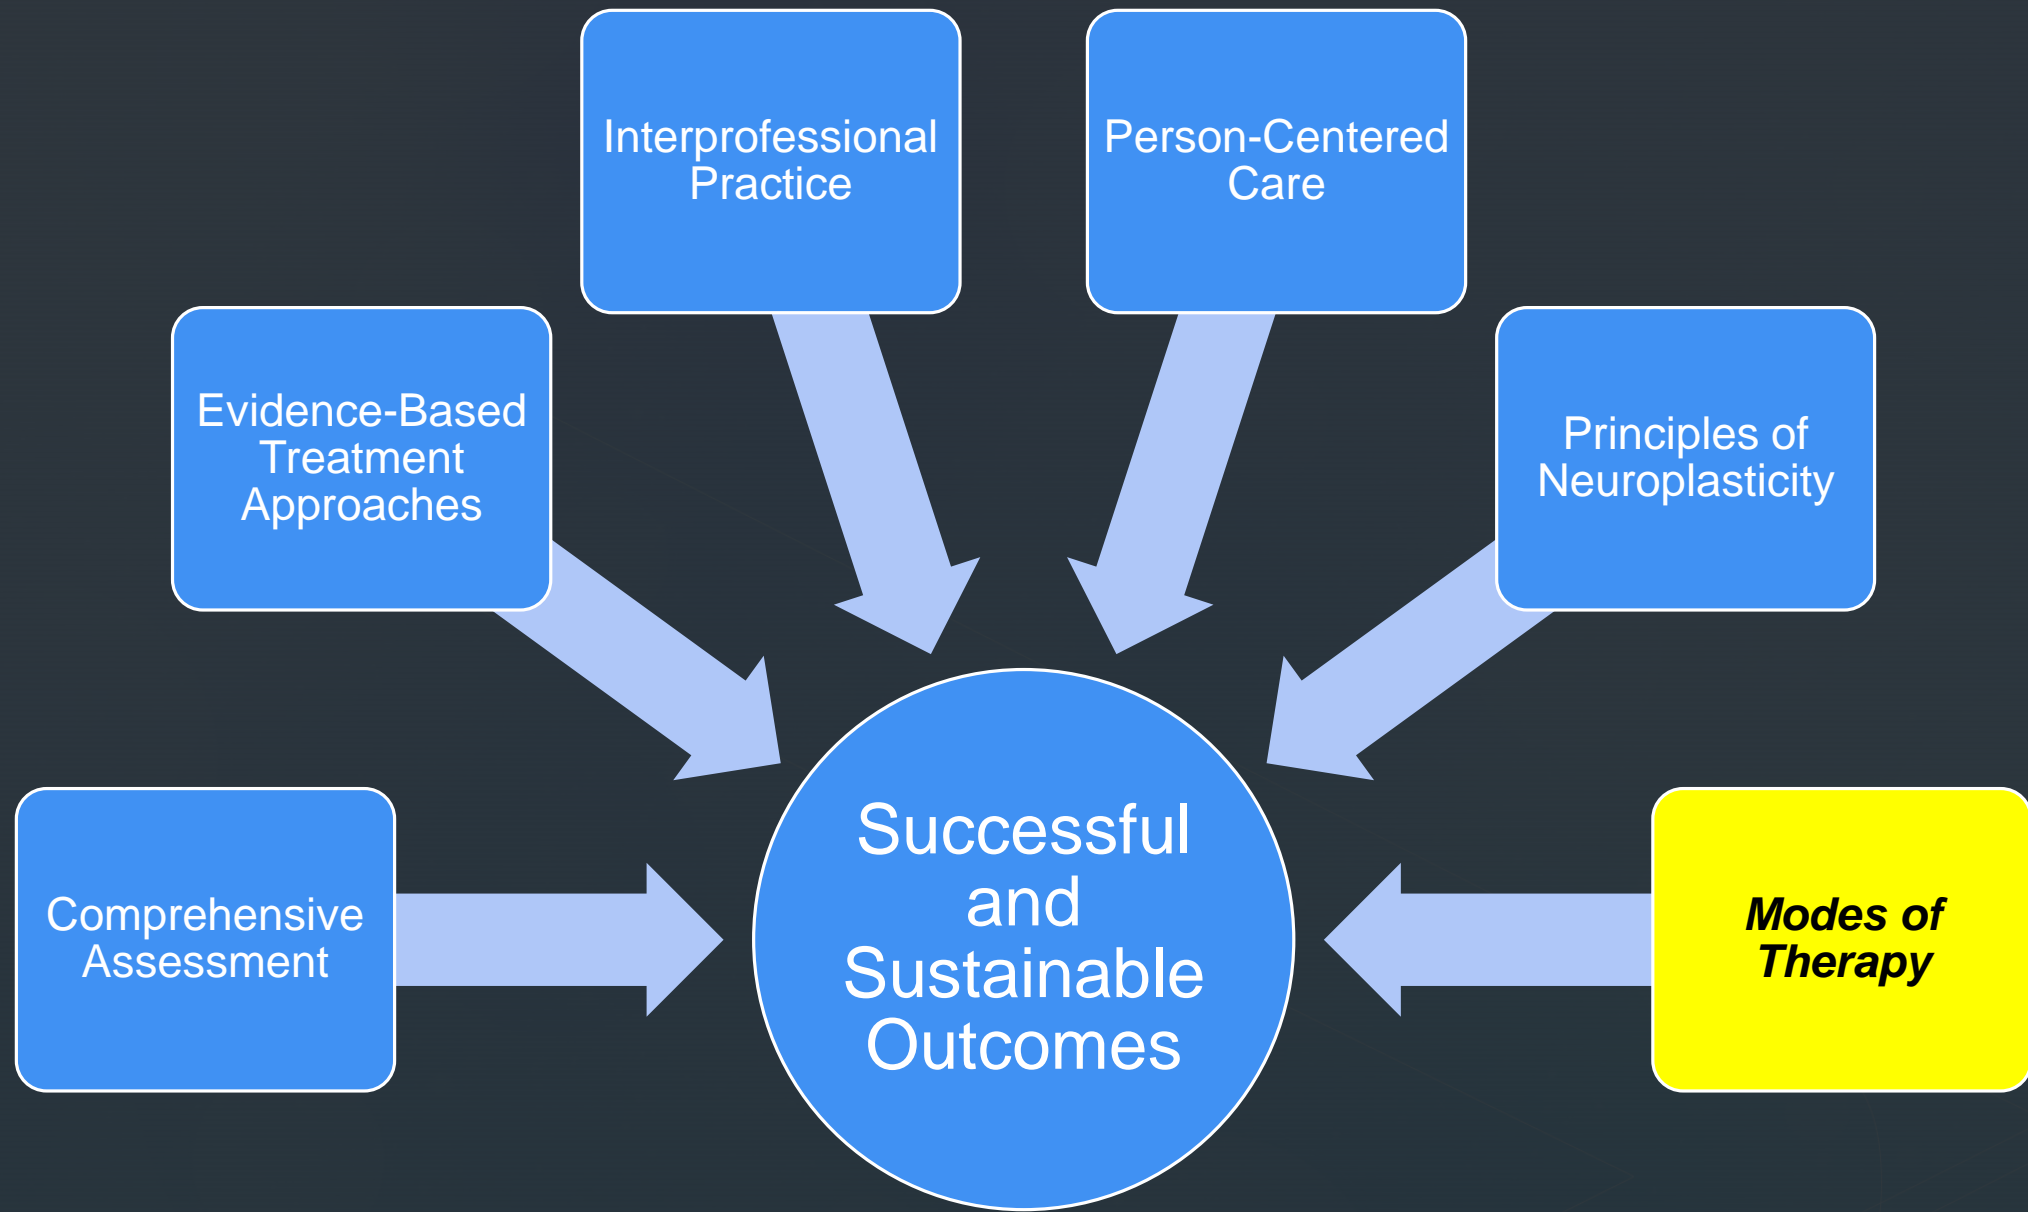 Interprofessional
Practice
Person-Centered
Care
Evidence-Based
Treatment
Approaches
Principles of
Neuroplasticity
Comprehensive
Assessment
Successful
and
Sustainable
Outcomes
Modes of
Therapy